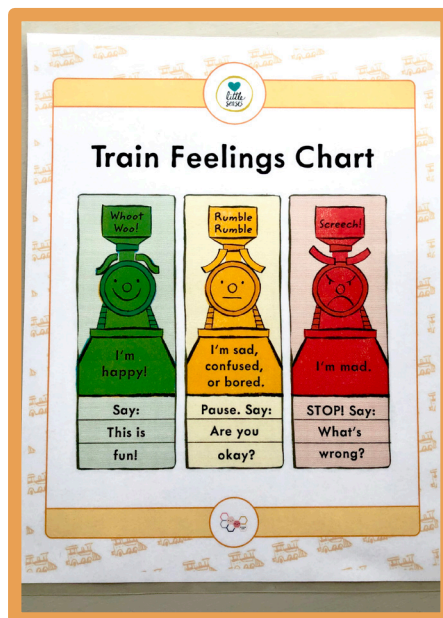 little
senses
Train Feelings Chart
Whoot
Woo!
I'm
happy!
Say:
This is
fun!
Rumble
Rumble
I'm sad,
confused,
or bored.
Pause. Say:
Are you
okay?
Screech!
I'm mad.
STOP! Say:
What's
wrong?